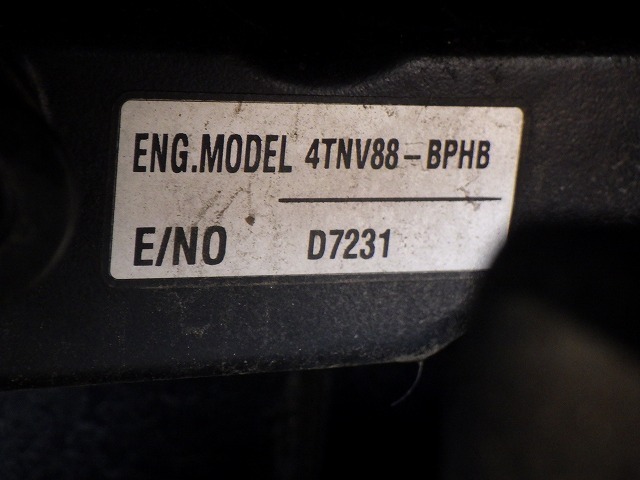 ENG.MODEL 4TNV88-BPHB
E/NO D7231